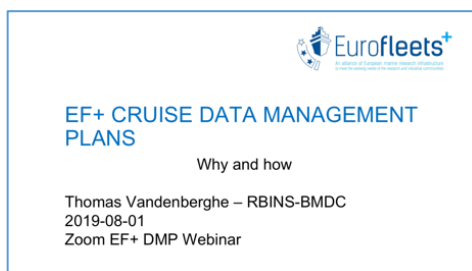 Eurofleets+
An alliance of European marine research infrastructure
to meet the evolving needs of the research and industrial communities
EF+ CRUISE DATA MANAGEMENT
PLANS
Why and how
Thomas Vandenberghe – RBINS-BMDC
2019-08-01
Zoom EF+ DMP Webinar